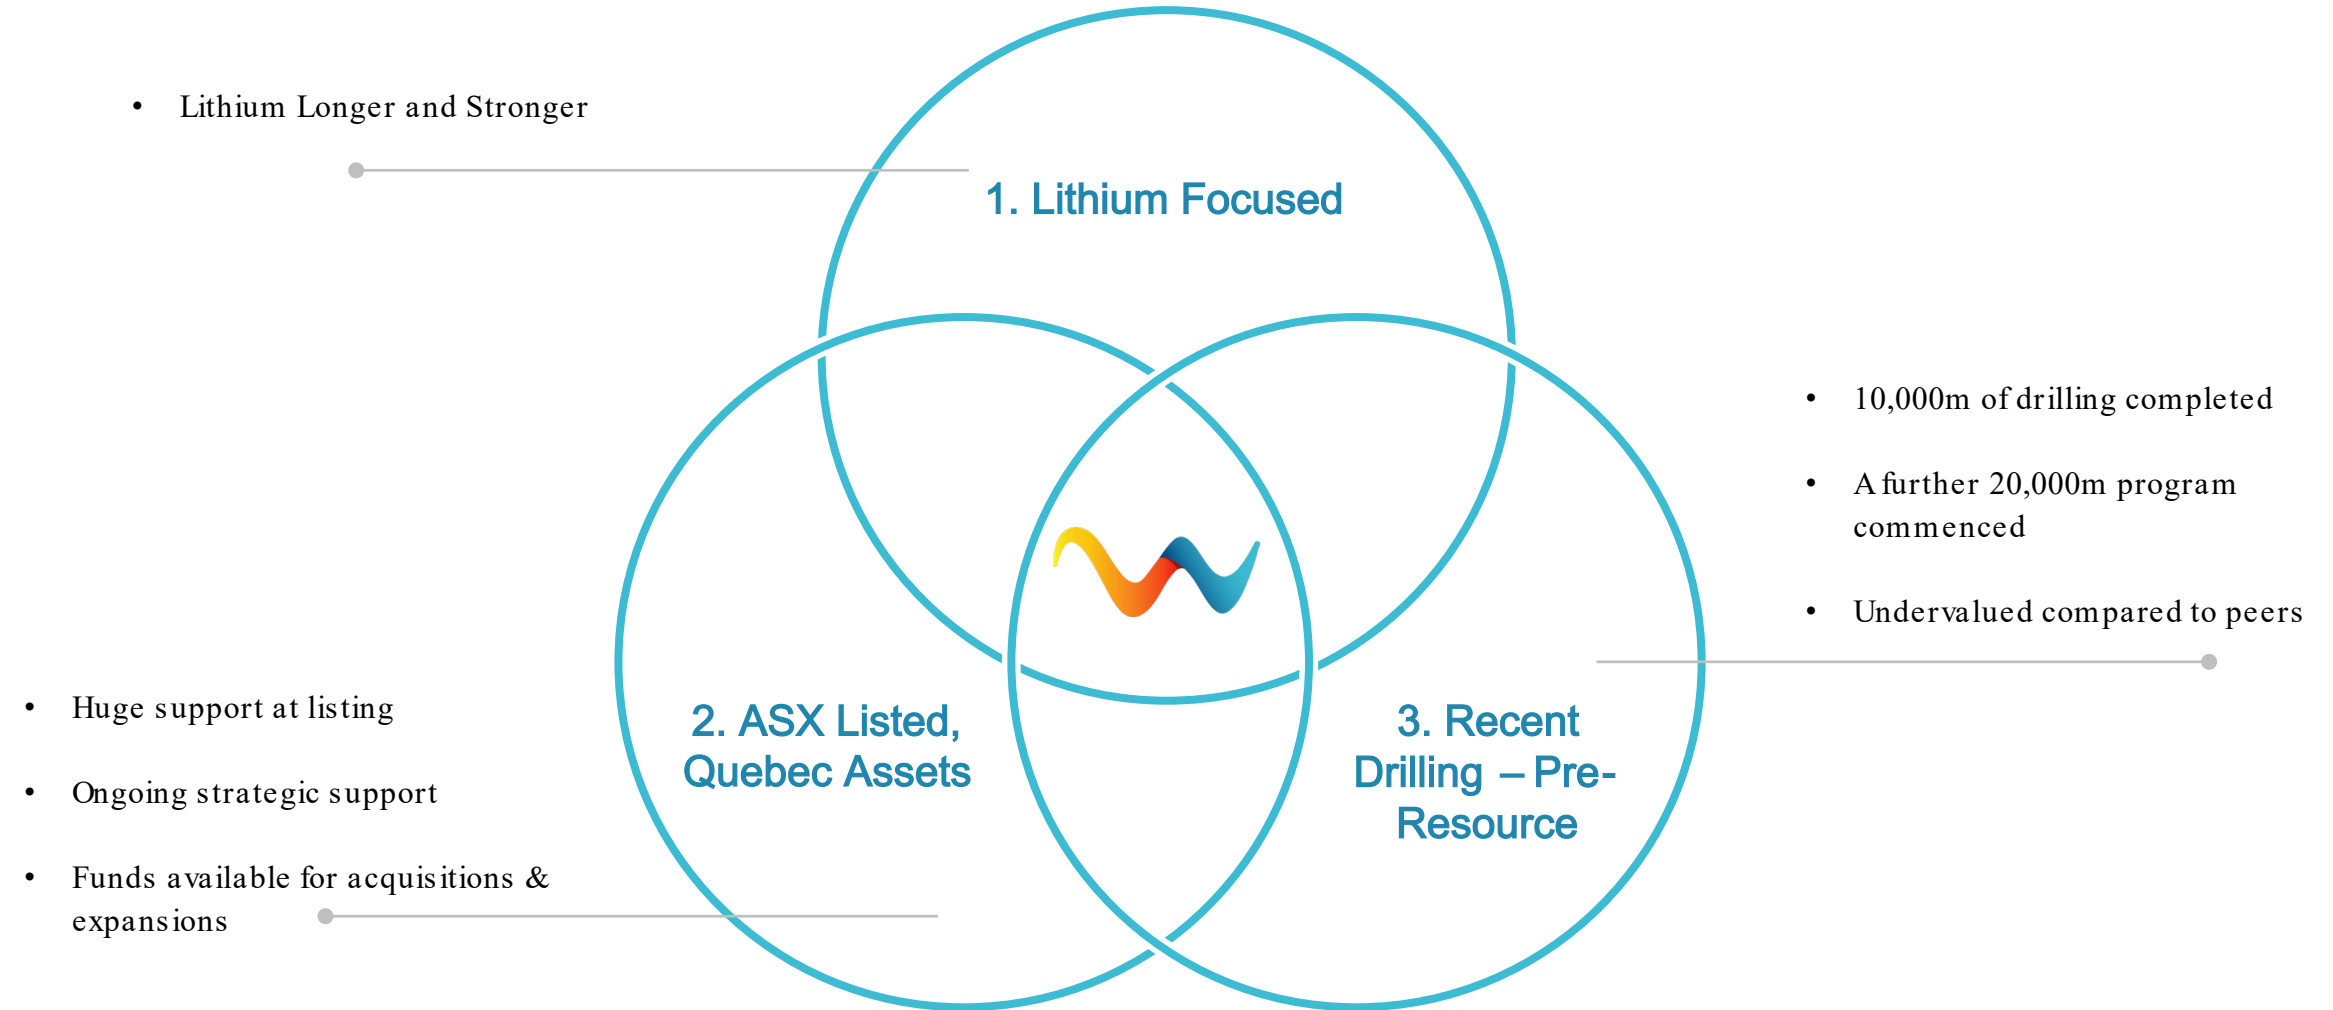 • Lithium Longer and Stronger
1. Lithium Focused
• 10,000m of drilling completed
• A further 20,000m program
commenced
• Undervalued compared to peers
• Huge support at listing
• Ongoing strategic support
• Funds available for acquisitions &
expansions
2. ASX Listed,
Quebec Assets
3. Recent
Drilling – Pre-
Resource